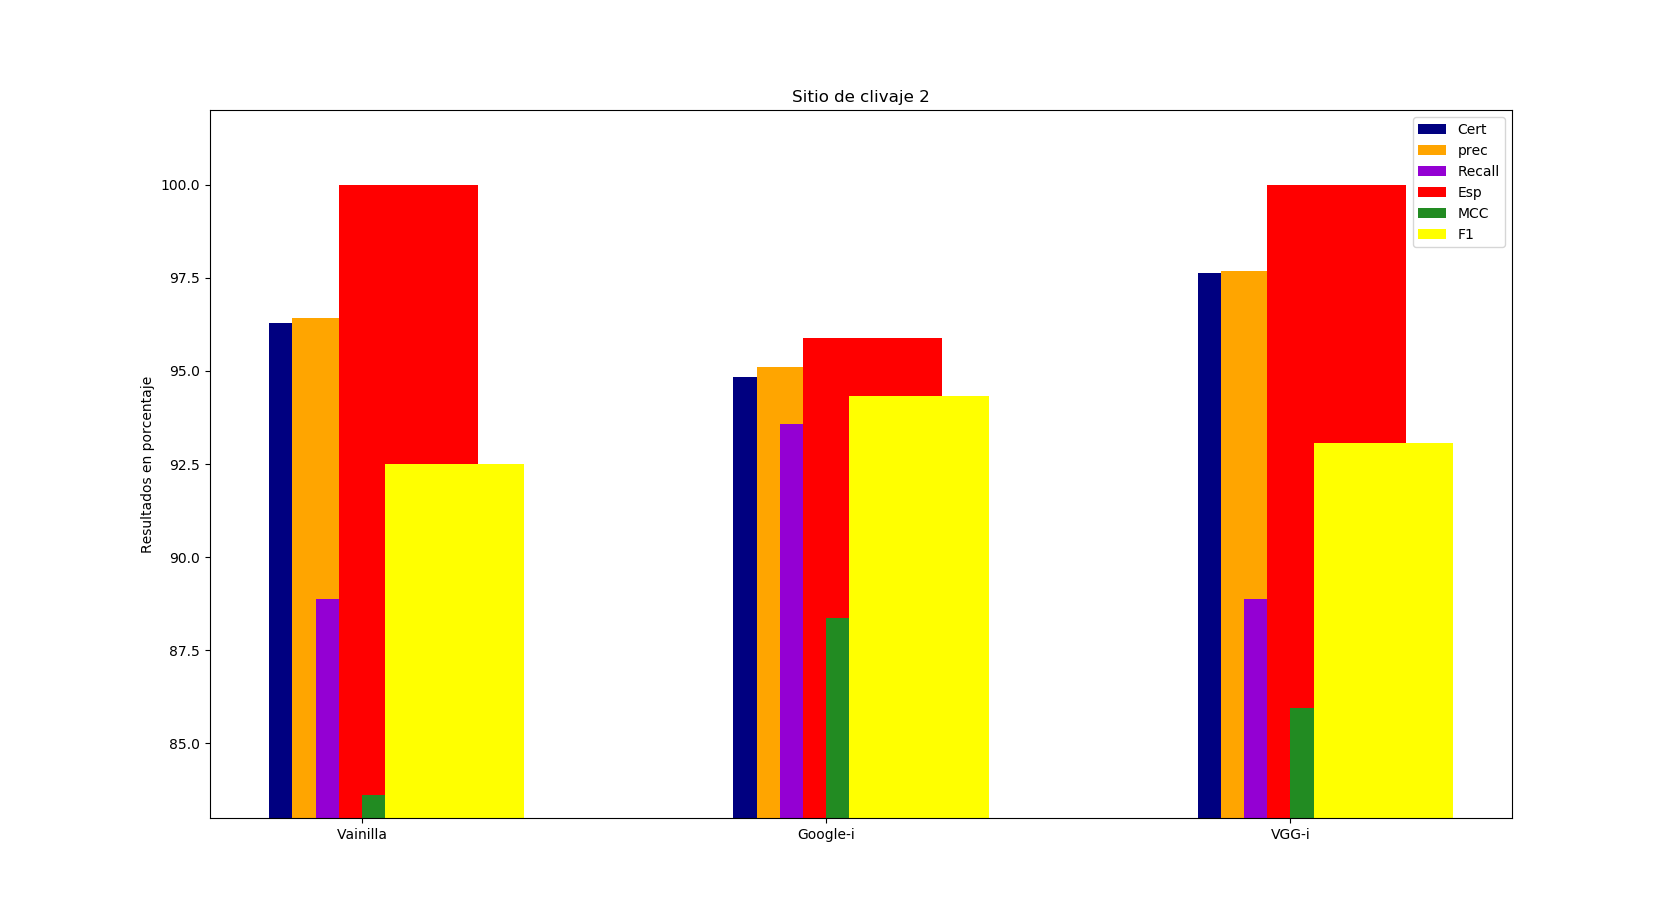 Sitio de clivaje 2
Resultados en porcentaje
100.0
97.5
95.0
92.5
90.0
87.5
85.0
Vainilla
Google-i
VGG-i
Cert
prec
Recall
Esp
MCC
F1